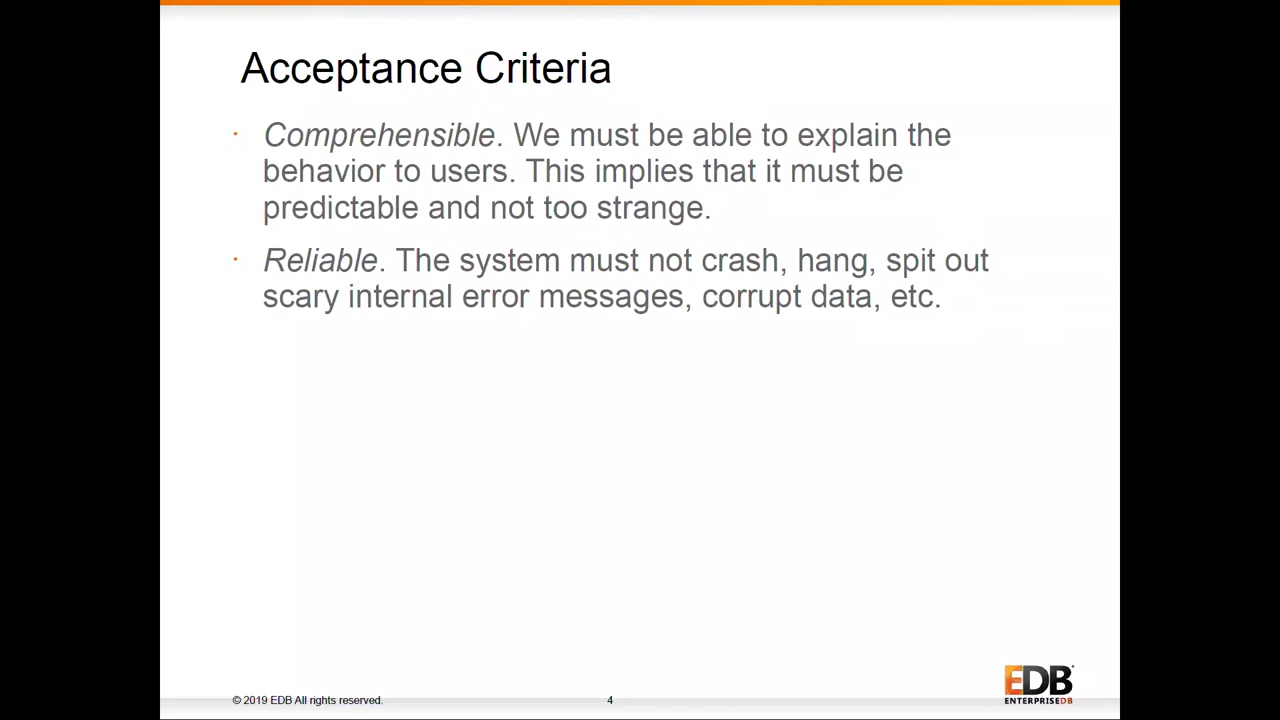 Acceptance Criteria
· Comprehensible. We must be able to explain the
behavior to users. This implies that it must be
predictable and not too strange.
· Reliable. The system must not crash, hang, spit out
scary internal error messages, corrupt data, etc.
© 2019 EDB All rights reserved.
4
EDB
ENTERPRISEDB